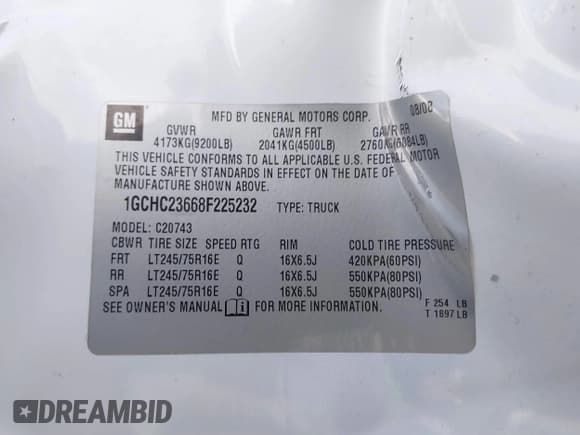 GM
MFD BY GENERAL MOTORS CORP. 08/08
GVWR GAWR FRT GAWR RR
4173KG(9200LB) 2041KG(4500LB) 2760KG(6084LB)
THIS VEHICLE CONFORMS TO ALL APPLICABLE U.S. FEDERAL MOTOR
VEHICLE SAFETY STANDARDS IN EFFECT ON THE DATE OF
MANUFACTURE SHOWN ABOVE.
1GCHC23668F225232 TYPE: TRUCK
MODEL: C20743
CBWR TIRE SIZE SPEED RTG RIM COLD TIRE PRESSURE
FRT LT245/75R16E Q 16X6.5J 420KPA(60PSI)
RR LT245/75R16E Q 16X6.5J 550KPA(80PSI)
SPA LT245/75R16E Q 16X6.5J 550KPA(80PSI)
SEE OWNER'S MANUAL FOR MORE INFORMATION.
F 254 LB
T 1897 LB
DREAMBID